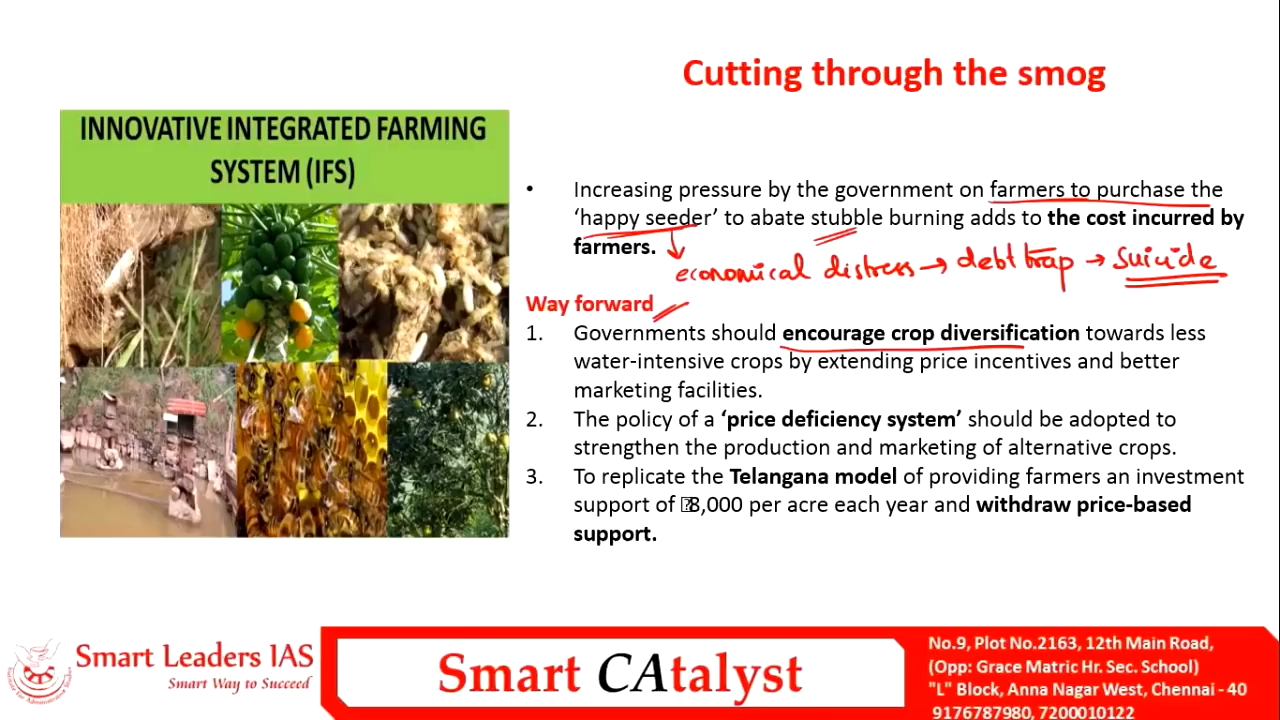 Cutting through the smog
INNOVATIVE INTEGRATED FARMING
SYSTEM (IFS)
• Increasing pressure by the government on farmers to purchase the
‘happy seeder’ to abate stubble burning adds to the cost incurred by
farmers.
economical distress → debt trap → suicide
Way forward
1. Governments should encourage crop diversification towards less
water-intensive crops by extending price incentives and better
marketing facilities.
2. The policy of a ‘price deficiency system’ should be adopted to
strengthen the production and marketing of alternative crops.
3. To replicate the Telangana model of providing farmers an investment
support of 8,000 per acre each year and withdraw price-based
support.
Smart Leaders IAS
Smart Way to Succeed
Smart CAtalyst
No.9, Plot No.2163, 12th Main Road,
(Opp: Grace Matric Hr. Sec. School)
"L" Block, Anna Nagar West, Chennai - 40
9176787980, 7200010122